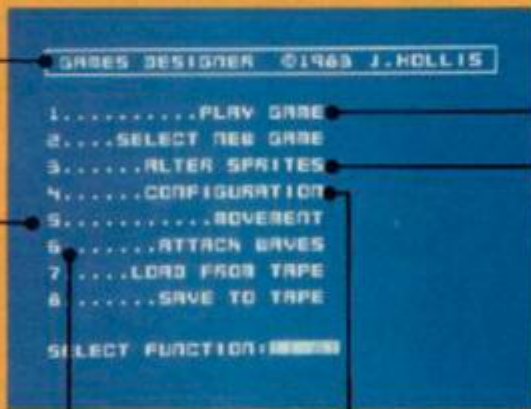 GAMES DESIGNER ©1983 J.HOLLIS
1..........PLAY GAME
2....SELECT NEW GAME
3......ALTER SPRITES
4......CONFIGURATION
5...........MOVEMENT
6.......ATTACK WAVES
7.....LOAD FROM TAPE
8.......SAVE TO TAPE
SELECT FUNCTION: